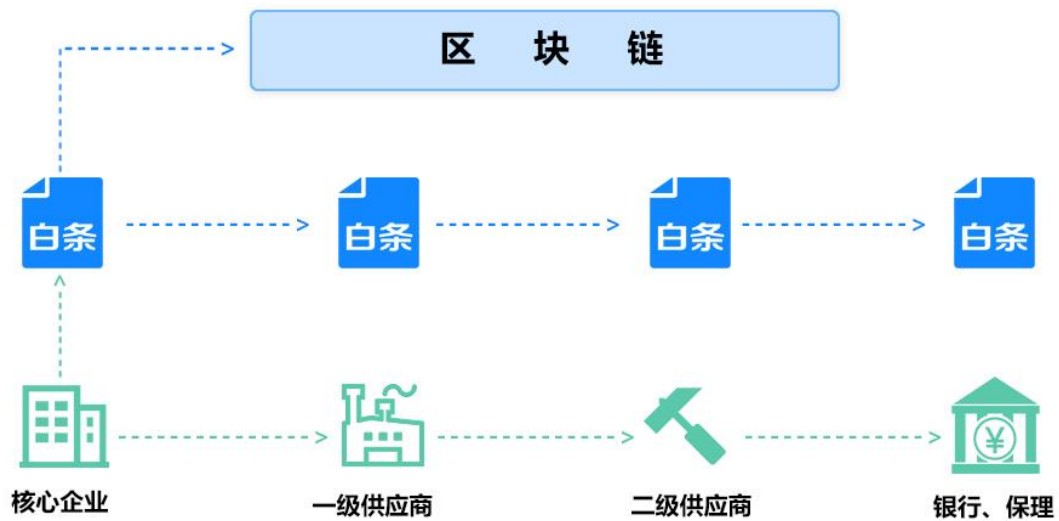 区 块 链
白条 白条 白条 白条
核心企业 一级供应商 二级供应商 银行、保理